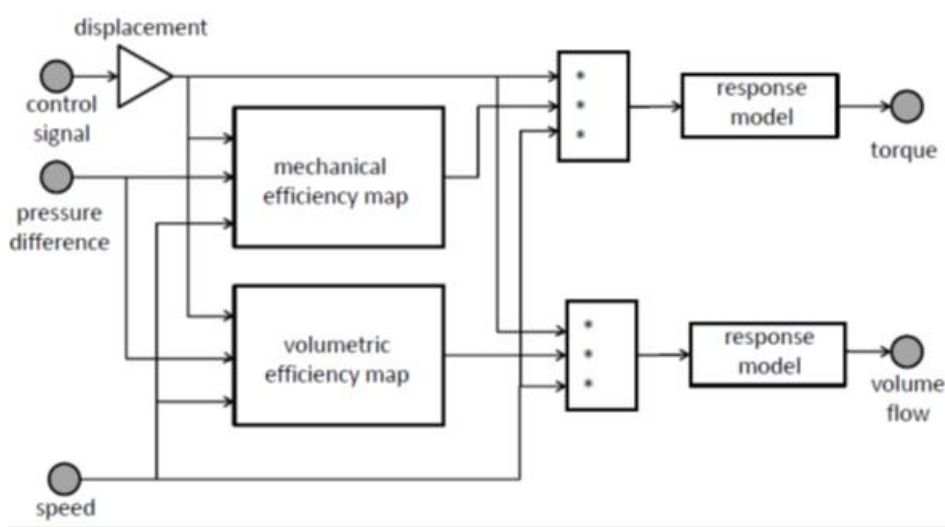 displacement
control
signal
pressure
difference
speed
mechanical
efficiency map
volumetric
efficiency map
*
*
*
*
*
*
response
model
torque
response
model
volume
flow